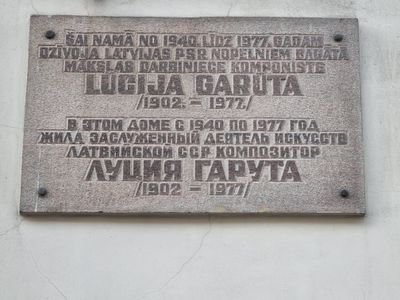 ŠAI NAMĀ NO 1940. LĪDZ 1977. GADAM
DZĪVOJA LATVIJAS PSR NOPELNIEM BAGĀTĀ
MĀKSLAS DARBINIECE KOMPONISTE
LŪCIJA GARŪTA
/1902. – 1977./
В ЭТОМ ДОМЕ С 1940 ПО 1977 ГОД
ЖИЛА ЗАСЛУЖЕННЫЙ ДЕЯТЕЛЬ ИСКУССТВ
ЛАТВИЙСКОЙ ССР КОМПОЗИТОР
ЛУЦИЯ ГАРУТА
/1902 – 1977/